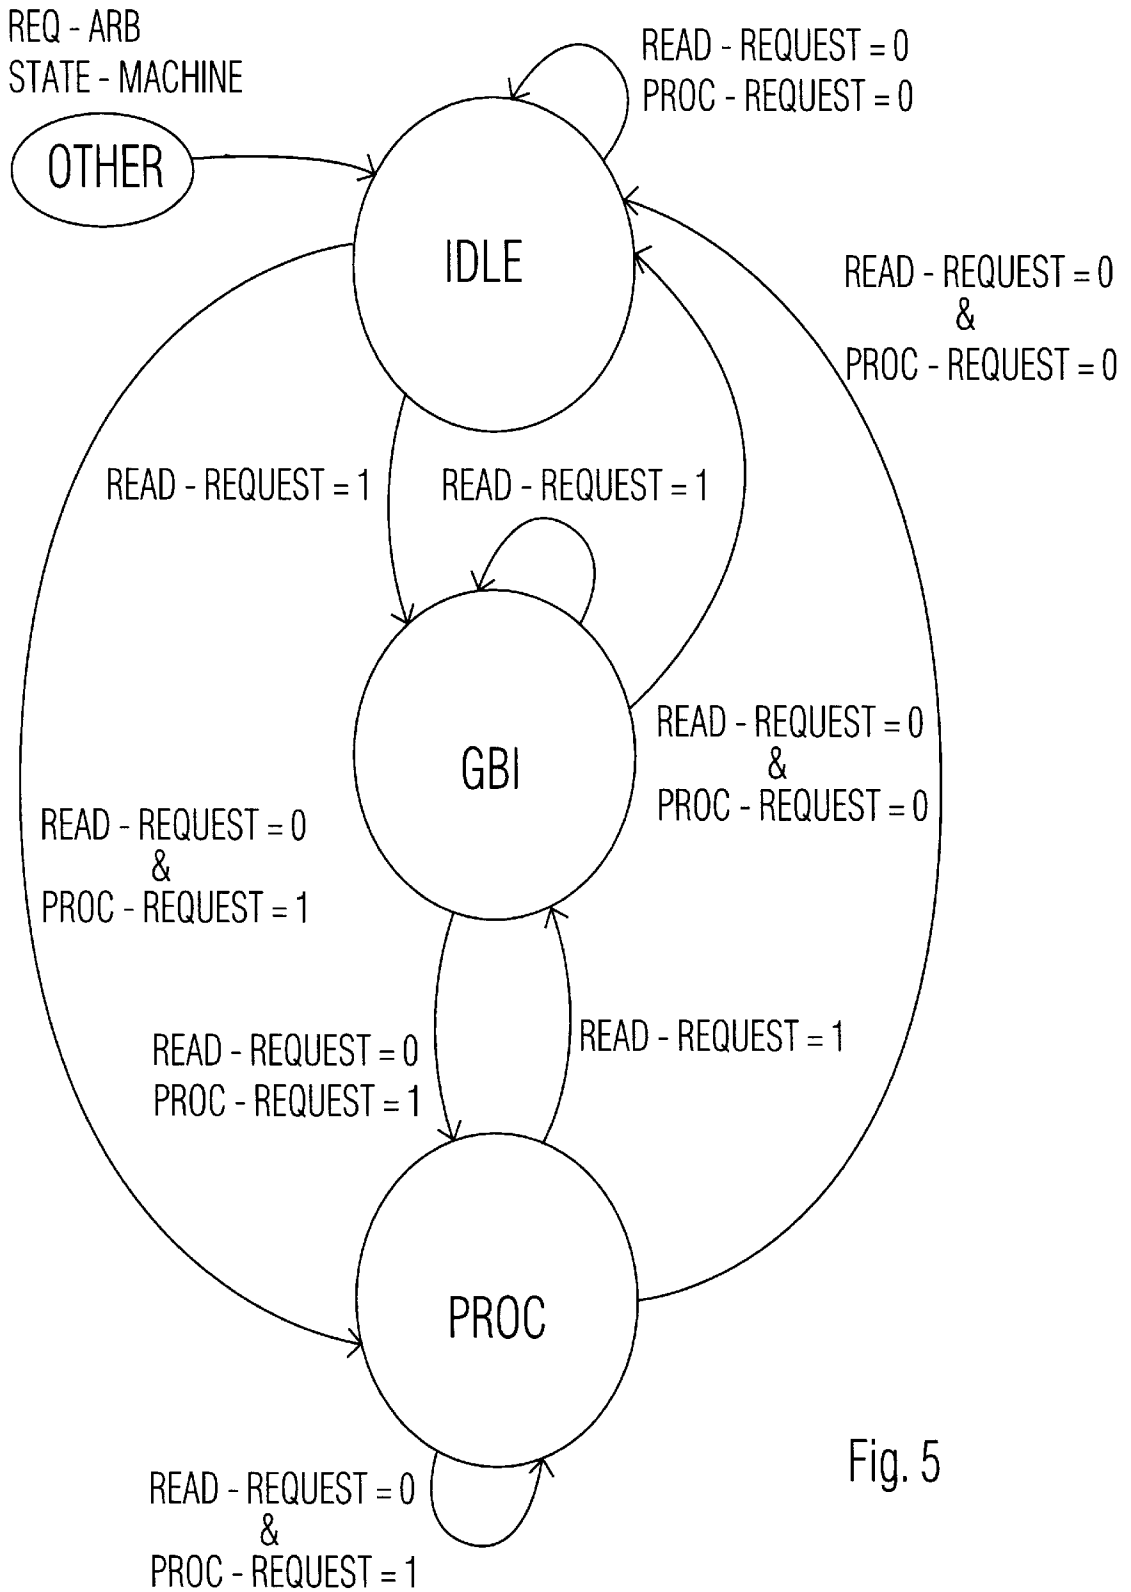 REQ - ARB
STATE - MACHINE
OTHER
READ - REQUEST = 0
PROC - REQUEST = 0
IDLE
READ - REQUEST = 0
&
PROC - REQUEST = 0
READ - REQUEST = 1
READ - REQUEST = 1
GBI
READ - REQUEST = 0
&
PROC - REQUEST = 0
READ - REQUEST = 0
&
PROC - REQUEST = 1
READ - REQUEST = 0
PROC - REQUEST = 1
READ - REQUEST = 1
PROC
READ - REQUEST = 0
&
PROC - REQUEST = 1
Fig. 5